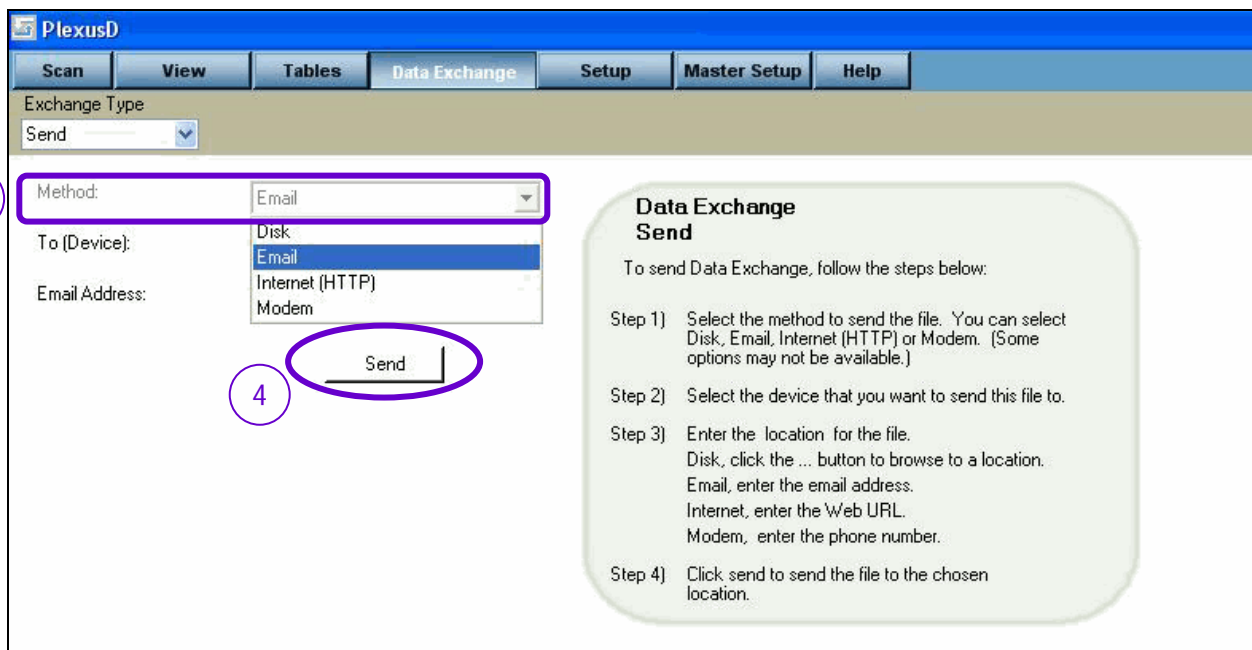 PlexusD
Scan View Tables Data Exchange Setup Master Setup Help
Exchange Type
Send
Method: Email
Disk
To (Device):
Email
Internet (HTTP)
Email Address:
Modem
Send
4
Data Exchange
Send
To send Data Exchange, follow the steps below:
Step 1) Select the method to send the file. You can select
Disk, Email, Internet (HTTP) or Modem. (Some
options may not be available.)
Step 2) Select the device that you want to send this file to.
Step 3) Enter the location for the file.
Disk, click the ... button to browse to a location.
Email, enter the email address.
Internet, enter the Web URL.
Modem, enter the phone number.
Step 4) Click send to send the file to the chosen
location.